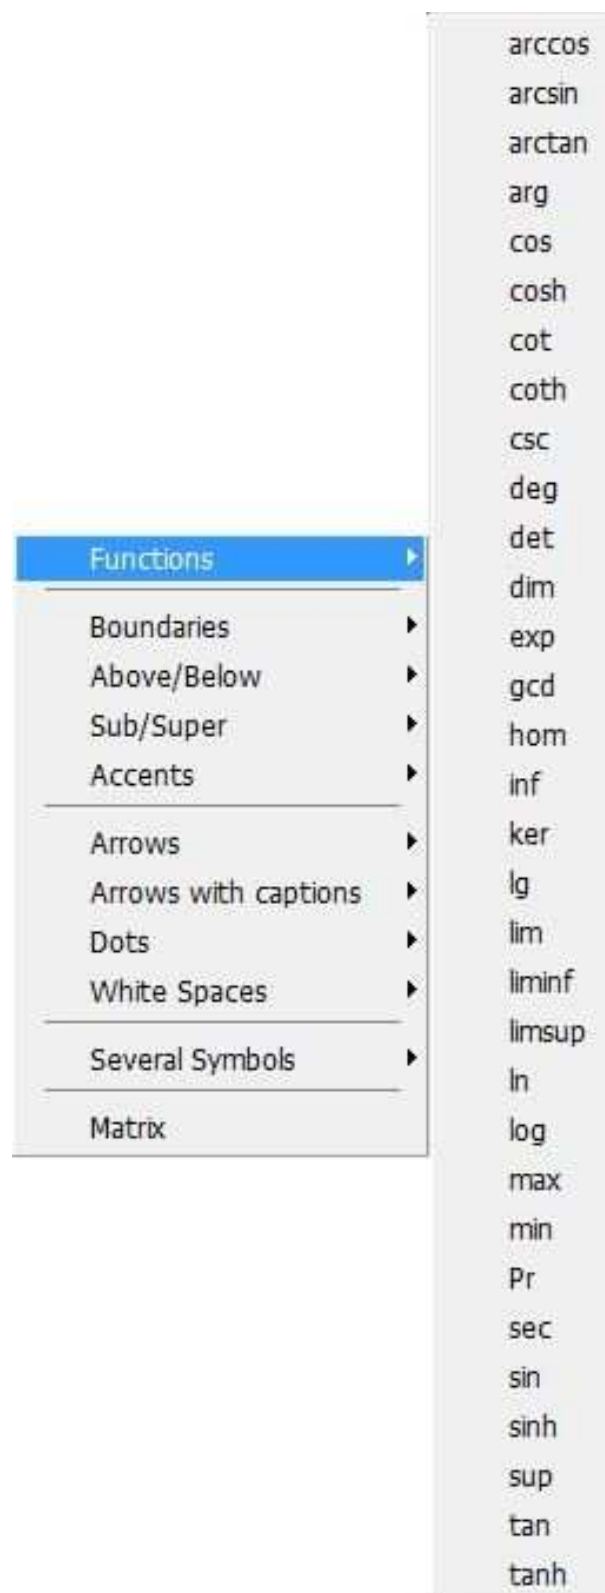 Functions
Boundaries
Above/Below
Sub/Super
Accents
Arrows
Arrows with captions
Dots
White Spaces
Several Symbols
Matrix
arccos
arcsin
arctan
arg
cos
cosh
cot
coth
csc
deg
det
dim
exp
gcd
hom
inf
ker
lg
lim
liminf
limsup
ln
log
max
min
Pr
sec
sin
sinh
sup
tan
tanh